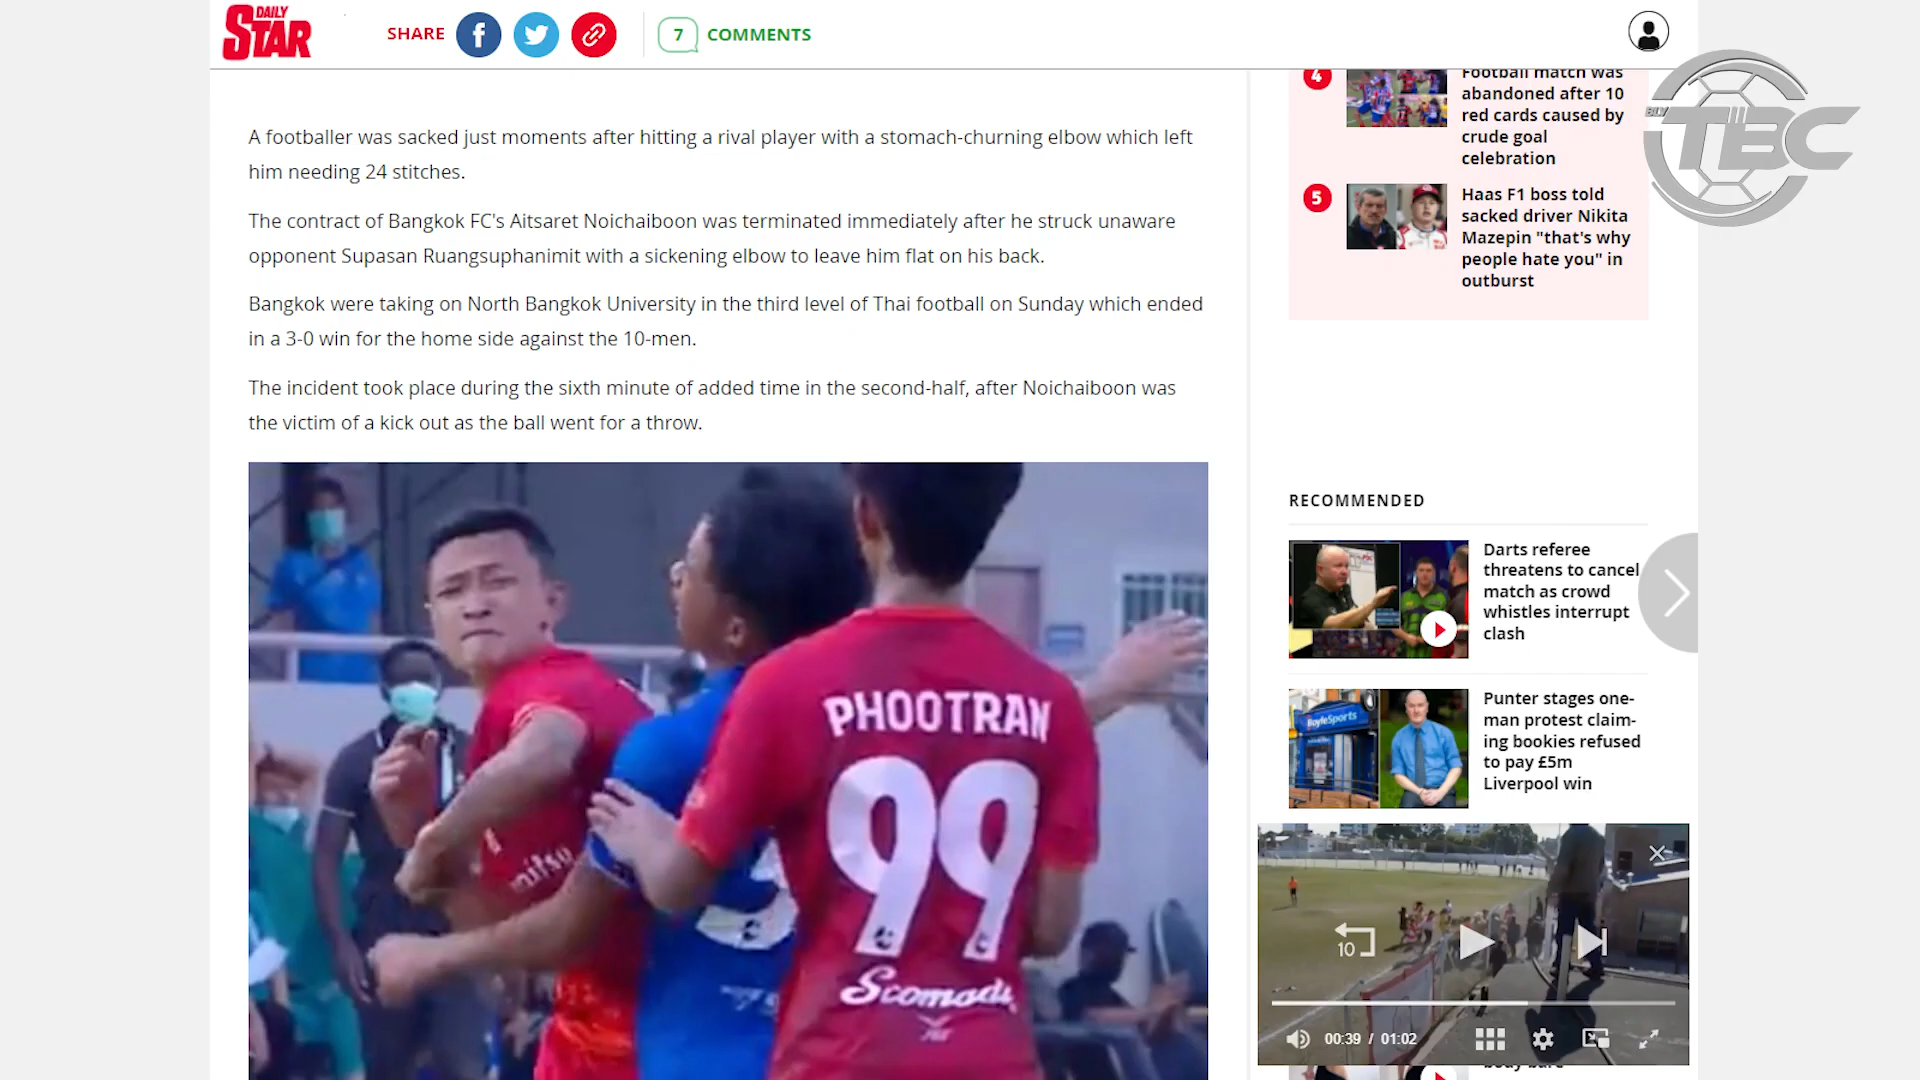 DAILY
STAR
SHARE
7
COMMENTS
A footballer was sacked just moments after hitting a rival player with a stomach-churning elbow which left
him needing 24 stitches.
The contract of Bangkok FC's Aitsaret Noichaiboon was terminated immediately after he struck unaware
opponent Supasan Ruangsuphanimit with a sickening elbow to leave him flat on his back.
Bangkok were taking on North Bangkok University in the third level of Thai football on Sunday which ended
in a 3-0 win for the home side against the 10-men.
The incident took place during the sixth minute of added time in the second-half, after Noichaiboon was
the victim of a kick out as the ball went for a throw.
PHOOTRAN
99
Scomadi
4
Football match was
abandoned after 10
red cards caused by
crude goal
celebration
5
Haas F1 boss told
sacked driver Nikita
Mazepin "that's why
people hate you" in
outburst
TBC
RECOMMENDED
Darts referee
threatens to cancel
match as crowd
whistles interrupt
clash
BoyleSports
Punter stages one-
man protest claim-
ing bookies refused
to pay £5m
Liverpool win
10
00:39 / 01:02